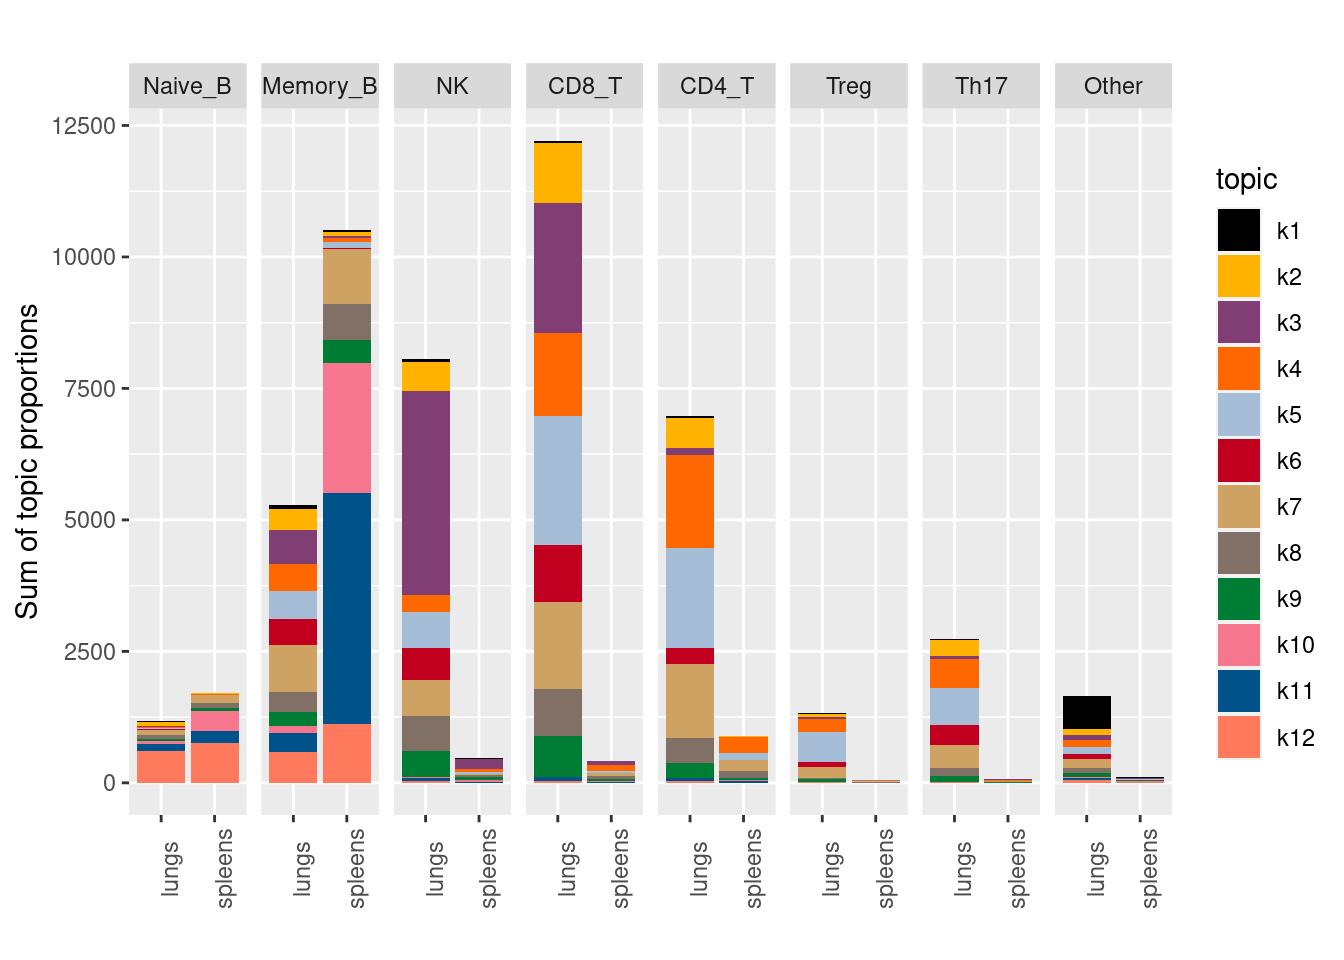 Naive_B Memory_B NK CD8_T CD4_T Treg Th17 Other
12500
10000
7500
5000
2500
0
Sum of topic proportions
lungs spleens lungs spleens lungs spleens lungs spleens lungs spleens lungs spleens lungs spleens lungs spleens
topic
k1
k2
k3
k4
k5
k6
k7
k8
k9
k10
k11
k12